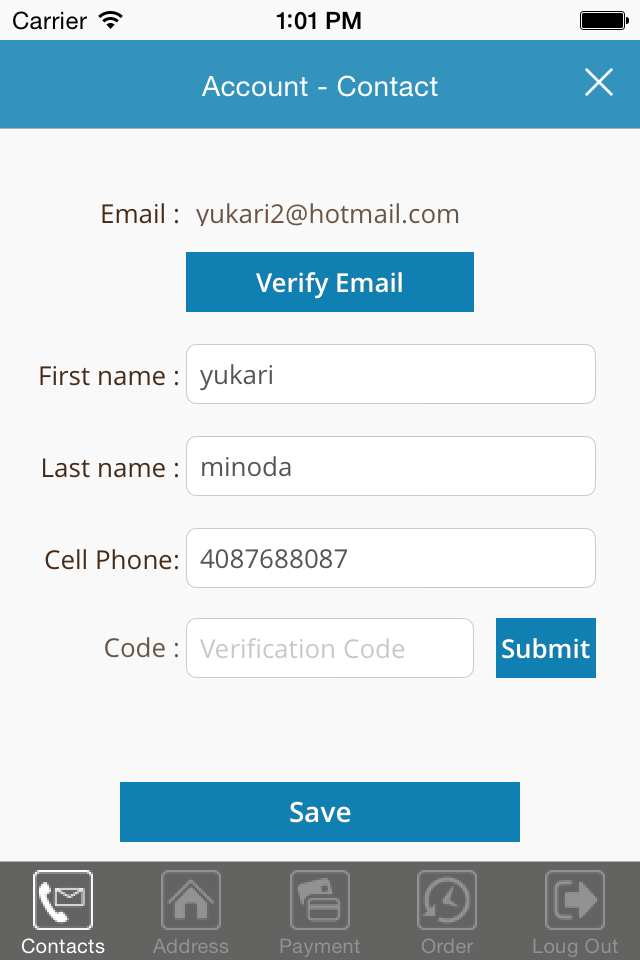 Carrier 1:01 PM
Account - Contact
Email : yukari2@hotmail.com
Verify Email
First name : yukari
Last name : minoda
Cell Phone: 4087688087
Code : Verification Code Submit
Save
Contacts Address Payment Order Loug Out